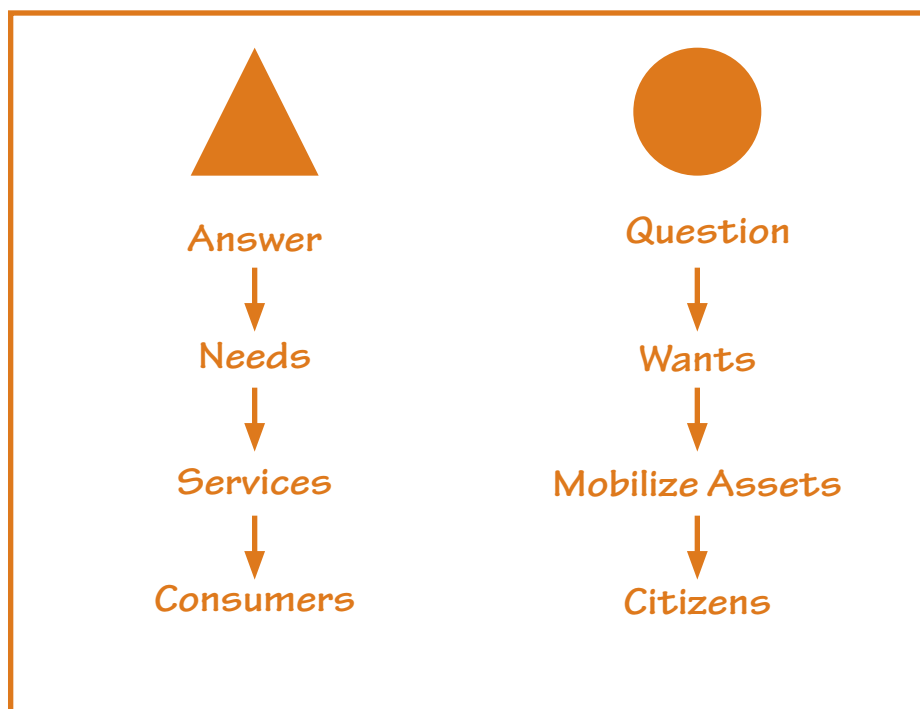 Answer
Needs
Services
Consumers
Question
Wants
Mobilize Assets
Citizens